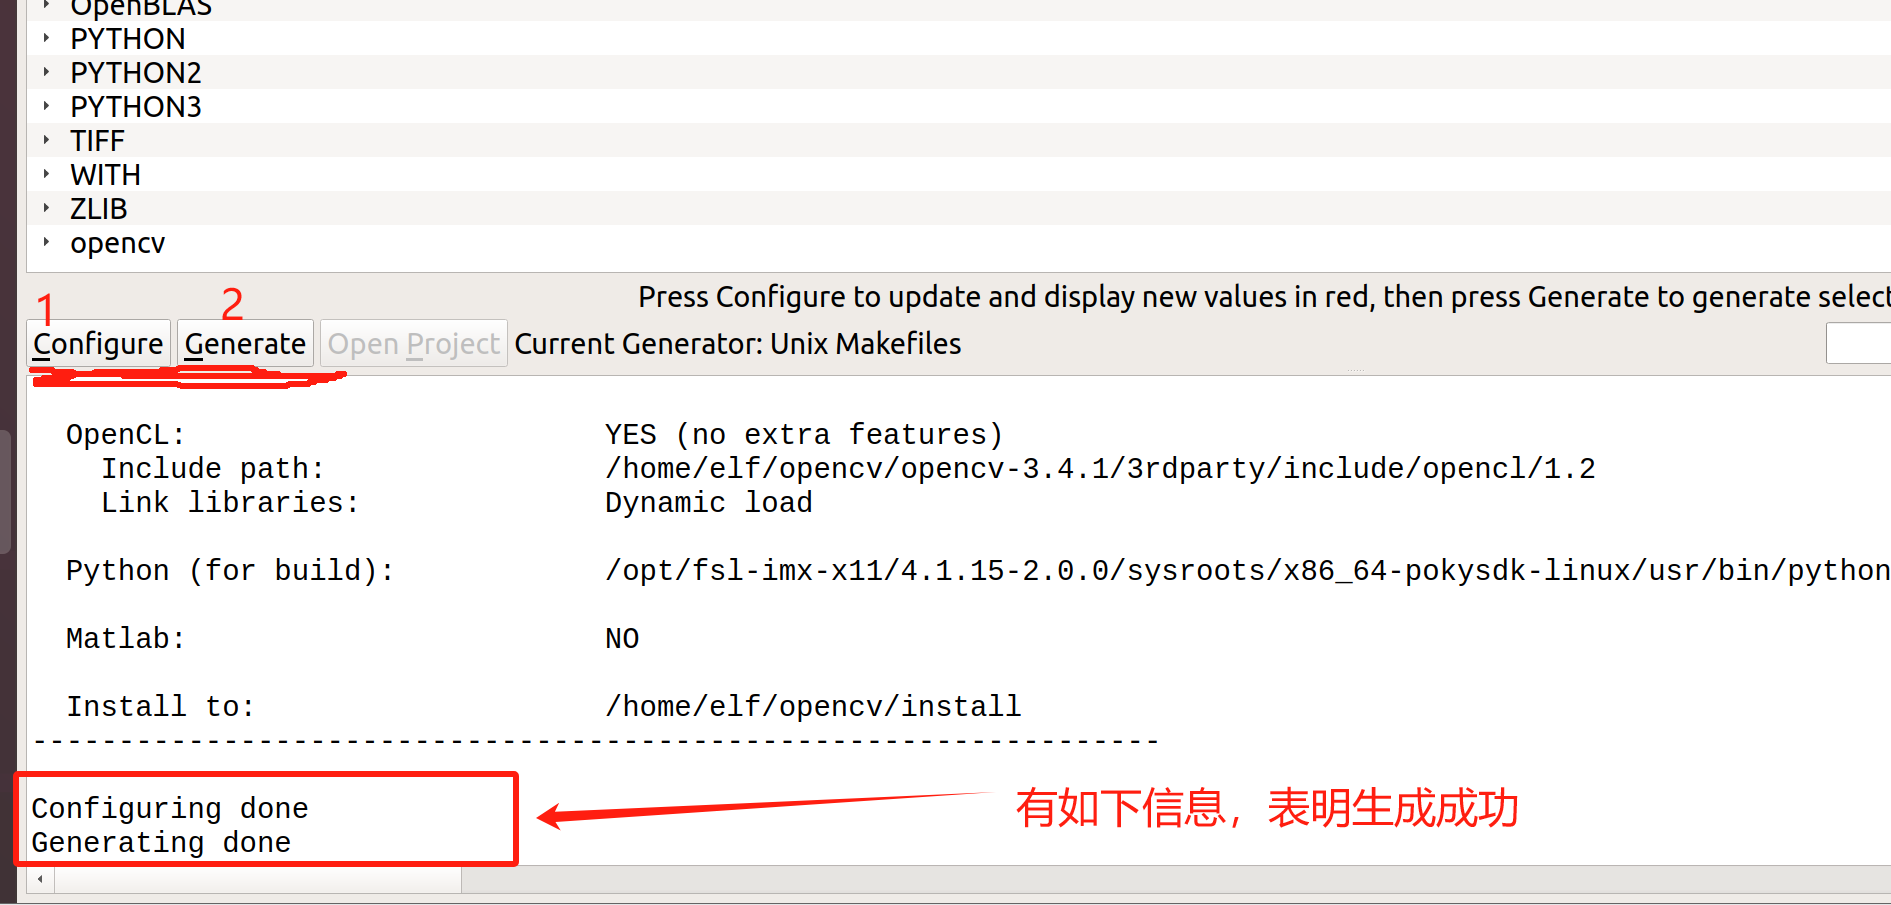 OpenBLAS
PYTHON
PYTHON2
PYTHON3
TIFF
WITH
ZLIB
opencv
1 2
Press Configure to update and display new values in red, then press Generate to generate select
Configure Generate Open Project Current Generator: Unix Makefiles
OpenCL: YES (no extra features)
Include path: /home/elf/opencv/opencv-3.4.1/3rdparty/include/opencl/1.2
Link libraries: Dynamic load
Python (for build): /opt/fsl-imx-x11/4.1.15-2.0.0/sysroots/x86_64-pokysdk-linux/usr/bin/python
Matlab: NO
Install to: /home/elf/opencv/install
-----------------------------------------------------------------
Configuring done
有如下信息，表明生成成功
Generating done